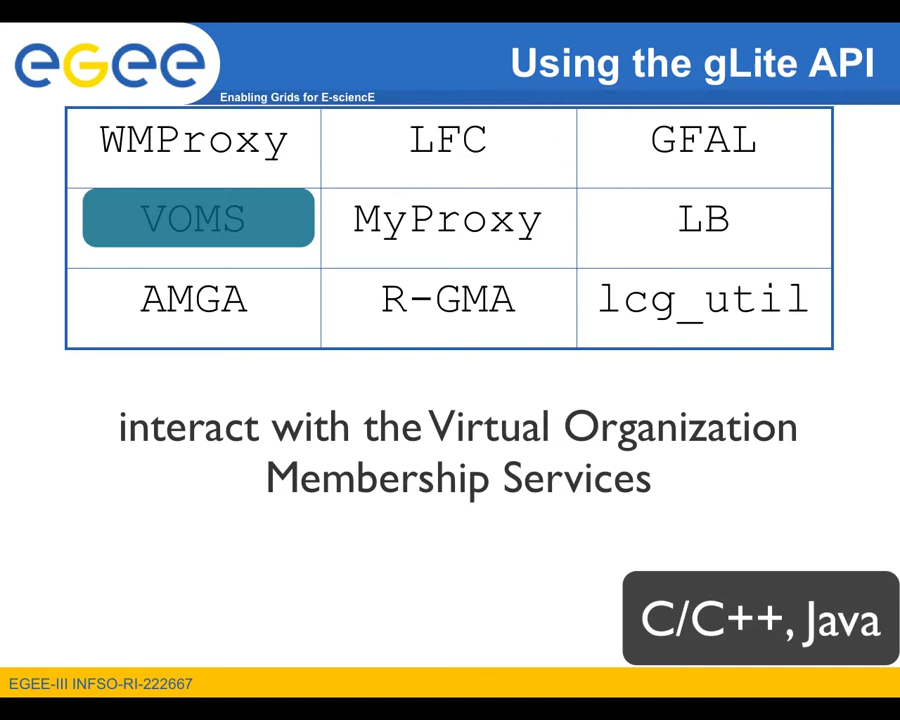 egee
Using the gLite API
Enabling Grids for E-sciencE
WMProxy LFC GFAL
VOMS MyProxy LB
AMGA R-GMA lcg_util
interact with the Virtual Organization
Membership Services
C/C++, Java
EGEE-III INFSO-RI-222667